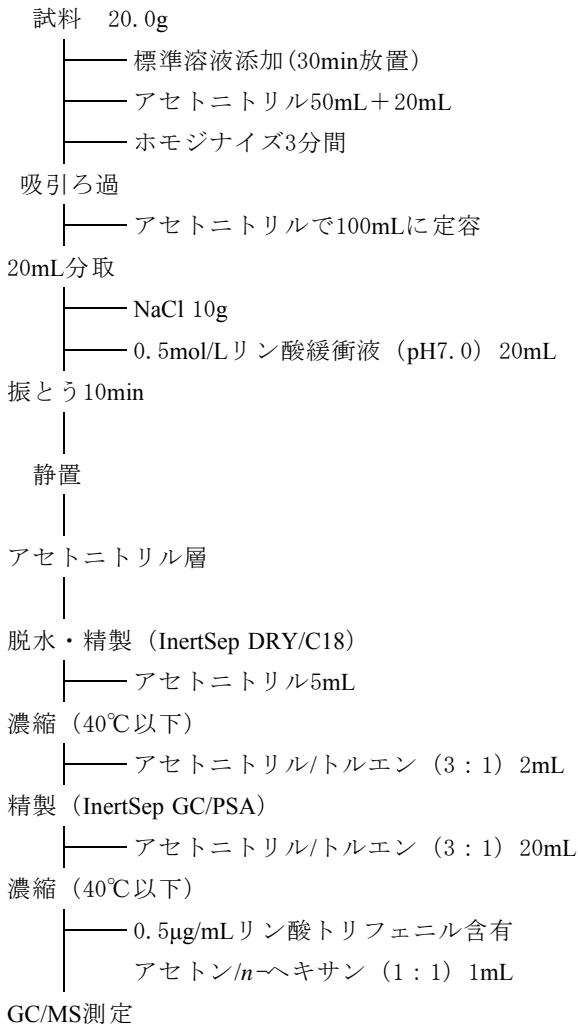 試料　20.0g
標準溶液添加(30min放置)
アセトニトリル50mL＋20mL
ホモジナイズ3分間
吸引ろ過
アセトニトリルで100mLに定容
20mL分取
NaCl 10g
0.5mol/Lリン酸緩衝液（pH7.0）20mL
振とう10min
静置
アセトニトリル層
脱水・精製（InertSep DRY/C18）
アセトニトリル5mL
濃縮（40℃以下）
アセトニトリル/トルエン（3：1）2mL
精製（InertSep GC/PSA）
アセトニトリル/トルエン（3：1）20mL
濃縮（40℃以下）
0.5μg/mLリン酸トリフェニル含有
アセトン/n-ヘキサン（1：1）1mL
GC/MS測定